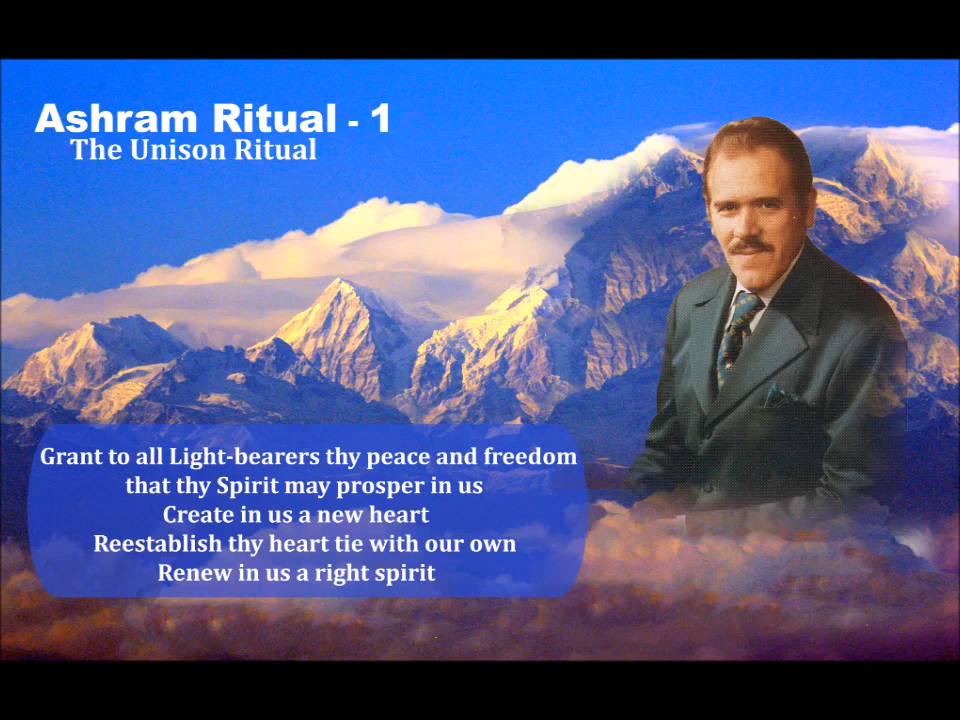 Ashram Ritual - 1
The Unison Ritual
Grant to all Light-bearers thy peace and freedom
that thy Spirit may prosper in us
Create in us a new heart
Reestablish thy heart tie with our own
Renew in us a right spirit